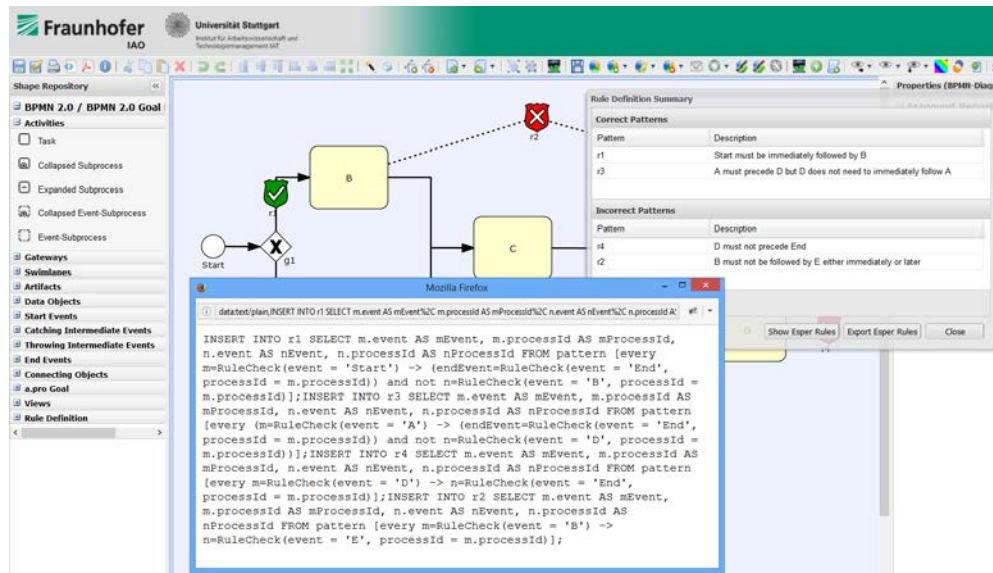 Fraunhofer
IAO
Universität Stuttgart
Institut für Arbeitswissenschaft und
Technologiemanagement IAT
Shape Repository
BPMN 2.0 / BPMN 2.0 Goal
Activities
Task
Collapsed Subprocess
Expanded Subprocess
Collapsed Event-Subprocess
Event-Subprocess
Gateways
Swimlanes
Artifacts
Data Objects
Start Events
Catching Intermediate Events
Throwing Intermediate Events
End Events
Connecting Objects
a.pro Goal
Views
Rule Definition
r2
B
r1
X
g1
Start
C
Properties (BPMN-Diag
Rule Definition Summary
Correct Patterns
Pattern Description
r1 Start must be immediately followed by B
r3 A must precede D but D does not need to immediately follow A
Incorrect Patterns
Pattern Description
r4 D must not precede End
r2 B must not be followed by E either immediately or later
D
Show Esper Rules Export Esper Rules Close
Mozilla Firefox
data:text/plain,INSERT INTO r1 SELECT m.event AS mEvent%2C m.processId AS mProcessId%2C n.event AS nEvent%2C n.processId A
INSERT INTO r1 SELECT m.event AS mEvent, m.processId AS mProcessId,
n.event AS nEvent, n.processId AS nProcessId FROM pattern [every
m=RuleCheck(event = 'Start') -> (endEvent=RuleCheck(event = 'End',
processId = m.processId)) and not n=RuleCheck(event = 'B', processId =
m.processId)];INSERT INTO r3 SELECT m.event AS mEvent, m.processId AS
mProcessId, n.event AS nEvent, n.processId AS nProcessId FROM pattern
[every (m=RuleCheck(event = 'A') -> (endEvent=RuleCheck(event = 'End',
processId = m.processId)) and not n=RuleCheck(event = 'D', processId =
m.processId))];INSERT INTO r4 SELECT m.event AS mEvent, m.processId AS
mProcessId, n.event AS nEvent, n.processId AS nProcessId FROM pattern
[every m=RuleCheck(event = 'D') -> n=RuleCheck(event = 'End',
processId = m.processId)];INSERT INTO r2 SELECT m.event AS mEvent,
m.processId AS mProcessId, n.event AS nEvent, n.processId AS
nProcessId FROM pattern [every m=RuleCheck(event = 'B') ->
n=RuleCheck(event = 'E', processId = m.processId)];